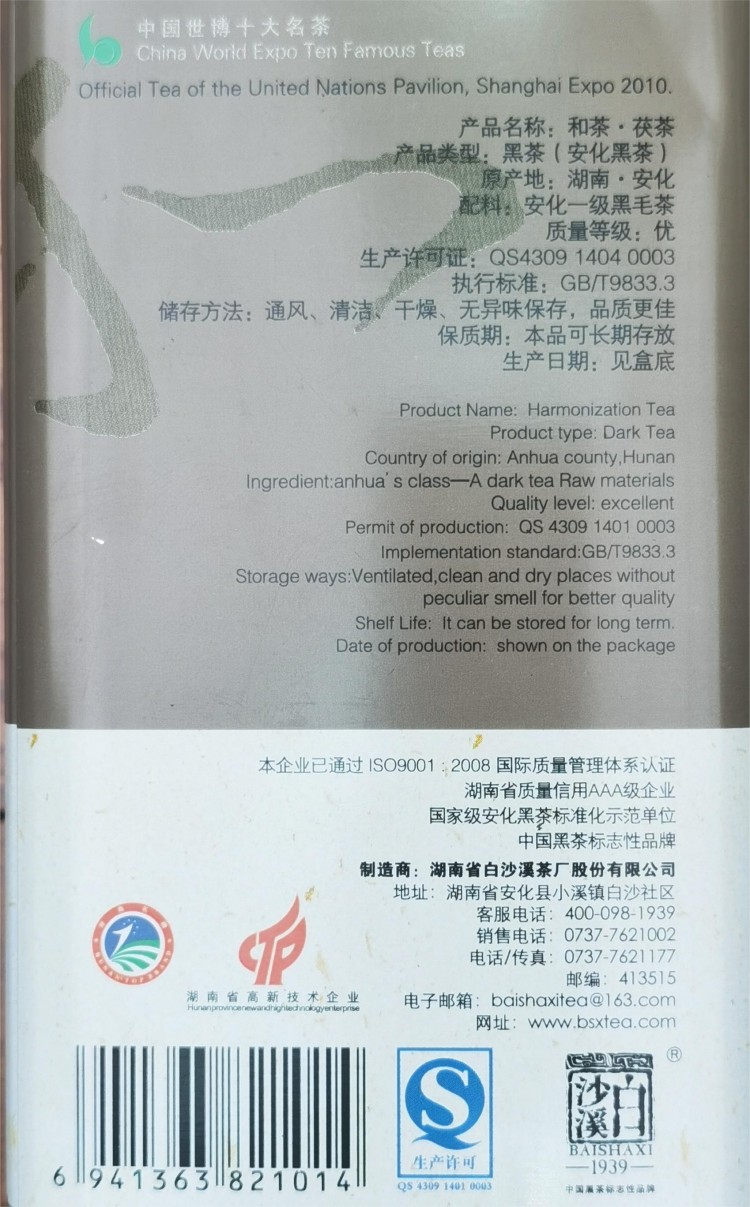 中国世博十大名茶
China World Expo Ten Famous Teas
Official Tea of the United Nations Pavilion, Shanghai Expo 2010.
产品名称：和茶·茯茶
产品类型：黑茶（安化黑茶）
原产地：湖南·安化
配料：安化一级黑毛茶
质量等级：优
生产许可证：QS4309 1404 0003
执行标准：GB/T9833.3
储存方法：通风、清洁、干燥、无异味保存，品质更佳
保质期：本品可长期存放
生产日期：见盒底
Product Name: Harmonization Tea
Product type: Dark Tea
Country of origin: Anhua county,Hunan
Ingredient:anhua's class—A dark tea Raw materials
Quality level: excellent
Permit of production: QS 4309 1401 0003
Implementation standard:GB/T9833.3
Storage ways:Ventilated,clean and dry places without
peculiar smell for better quality
Shelf Life: It can be stored for long term.
Date of production: shown on the package
本企业已通过 ISO9001：2008 国际质量管理体系认证
湖南省质量信用AAA级企业
国家级安化黑茶标准化示范单位
中国黑茶标志性品牌
制造商：湖南省白沙溪茶厂股份有限公司
地址：湖南省安化县小溪镇白沙社区
客服电话：400-098-1939
销售电话：0737-7621002
电话/传真：0737-7621177
邮编：413515
电子邮箱：baishaxitea@163.com
网址：www.bsxtea.com
湖南省高新技术企业
Hunanprovincenewandhightechnologyenterprise
6 941363 821014
生产许可
QS 4309 1401 0003
白沙溪
®
BAISHAXI
1939
中国黑茶标志性品牌